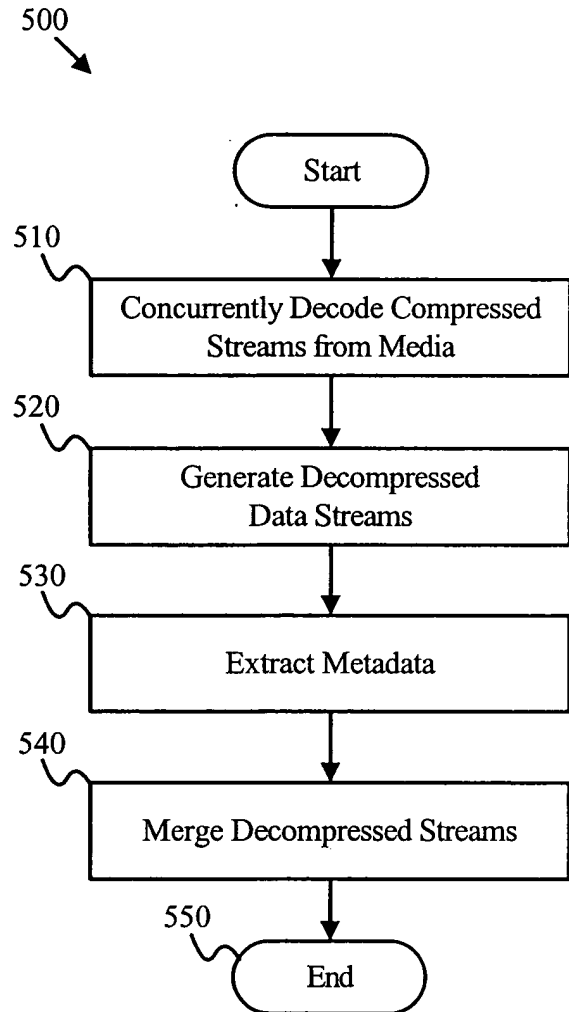 500
Start
510
Concurrently Decode Compressed
Streams from Media
520
Generate Decompressed
Data Streams
530
Extract Metadata
540
Merge Decompressed Streams
550
End